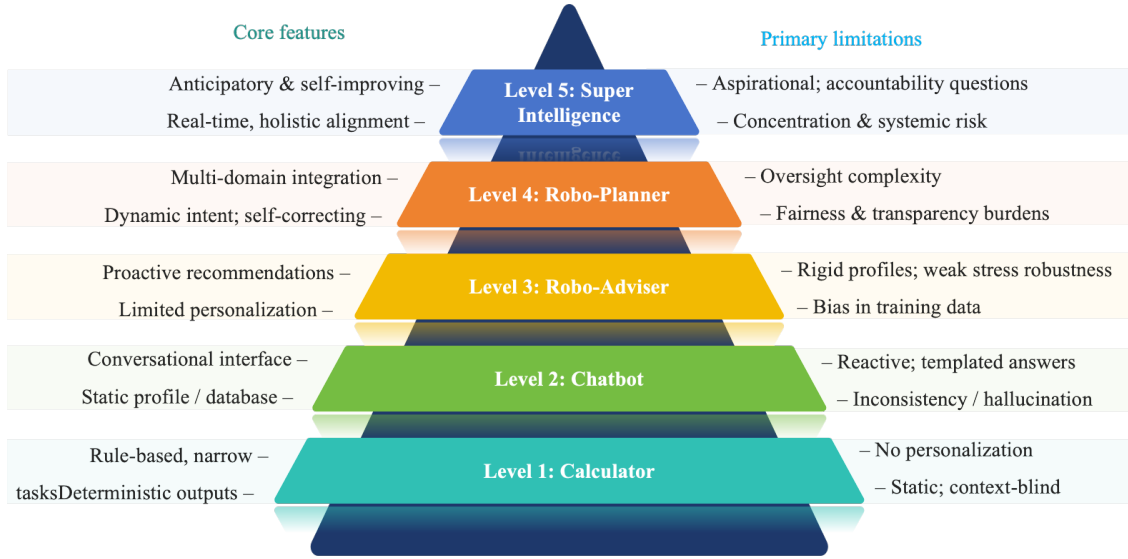 Core features
Primary limitations
Anticipatory & self-improving –
Level 5: Super
– Aspirational; accountability questions
Real-time, holistic alignment –
Intelligence
– Concentration & systemic risk
Intelligence
Multi-domain integration –
Level 4: Robo-Planner
– Oversight complexity
Dynamic intent; self-correcting –
– Fairness & transparency burdens
Proactive recommendations –
Level 3: Robo-Adviser
– Rigid profiles; weak stress robustness
Limited personalization –
– Bias in training data
Conversational interface –
Level 2: Chatbot
– Reactive; templated answers
Static profile / database –
– Inconsistency / hallucination
Rule-based, narrow –
Level 1: Calculator
– No personalization
tasksDeterministic outputs –
– Static; context-blind